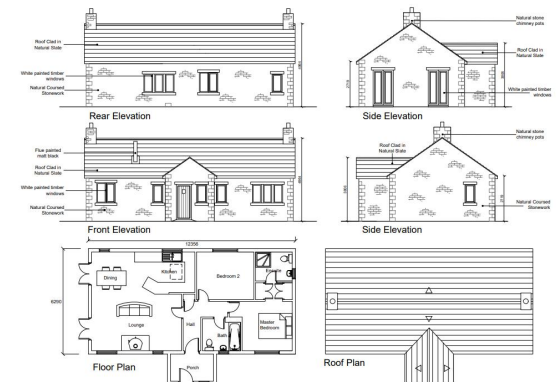 Roof Clad in
Natural Slate
White painted timber
windows
Natural Coursed
Stonework
Rear Elevation
Natural stone
chimney pots
Roof Clad in
Natural Slate
White painted timber
windows
Side Elevation
Flue painted
matt black
Roof Clad in
Natural Slate
White painted timber
windows
Natural Coursed
Stonework
Front Elevation
Natural stone
chimney pots
Roof Clad in
Natural Slate
Natural Coursed
Stonework
Side Elevation
12356
6250
Dining
Kitchen
Bedroom 2
Ensuite
Lounge
Hall
Bath
Master
Bedroom
Porch
Floor Plan
Roof Plan